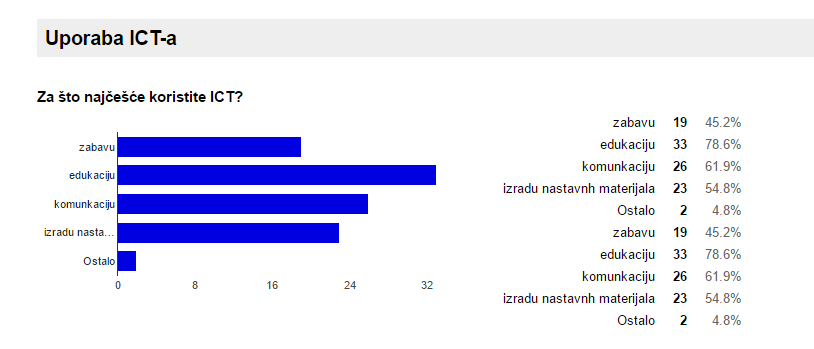 Uporaba ICT-a
Za što najčešće koristite ICT?
zabavu
edukaciju
komunkaciju
izradu nasta…
Ostalo
0 8 16 24 32
zabavu 19 45.2%
edukaciju 33 78.6%
komunkaciju 26 61.9%
izradu nastavnh materijala 23 54.8%
Ostalo 2 4.8%
zabavu 19 45.2%
edukaciju 33 78.6%
komunkaciju 26 61.9%
izradu nastavnh materijala 23 54.8%
Ostalo 2 4.8%